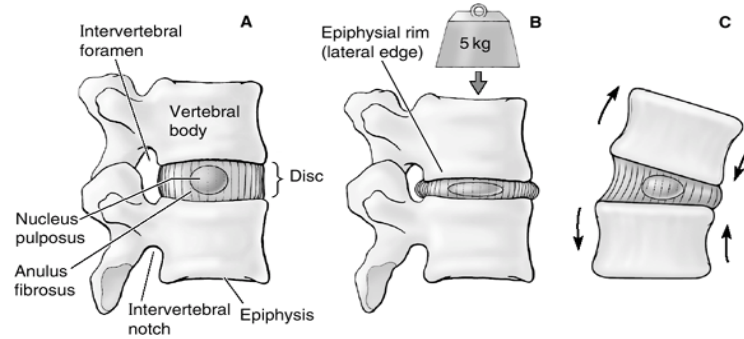 A
Intervertebral
foramen
Vertebral
body
Disc
Nucleus
pulposus
Anulus
fibrosus
Intervertebral
notch
Epiphysis
B
Epiphysial rim
(lateral edge)
5 kg
C